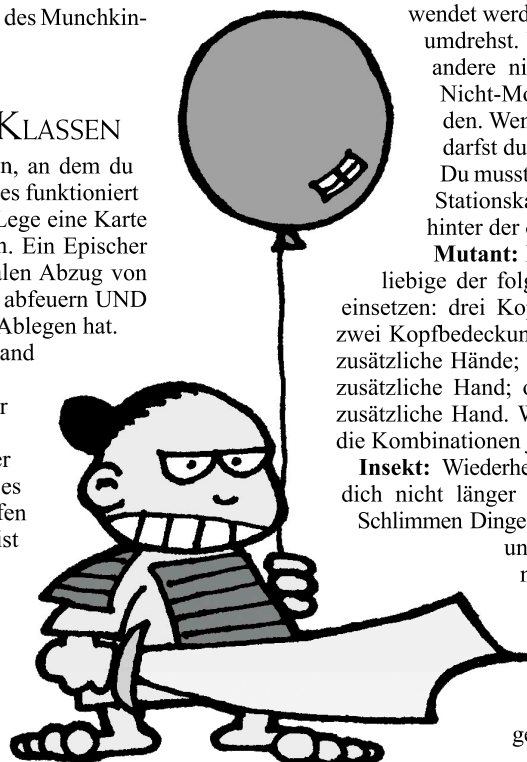 des Munchkin-
KLASSEN
n, an dem du
es funktioniert
Lege eine Karte
n. Ein Epischer
alen Abzug von
abfeuern UND
Ablegen hat.
and
r
er
es
fen
ist
wendet werd
umdrehst.
andere ni
Nicht-Mo
den. Wen
darfst du
Du musst
Stationska
hinter der
Mutant:
liebige der folg
einsetzen: drei Kop
zwei Kopfbedeckun
zusätzliche Hände;
zusätzliche Hand; o
zusätzliche Hand. W
die Kombinationen
Insekt: Wiederhe
dich nicht länger
Schlimmen Dinge
un
ge